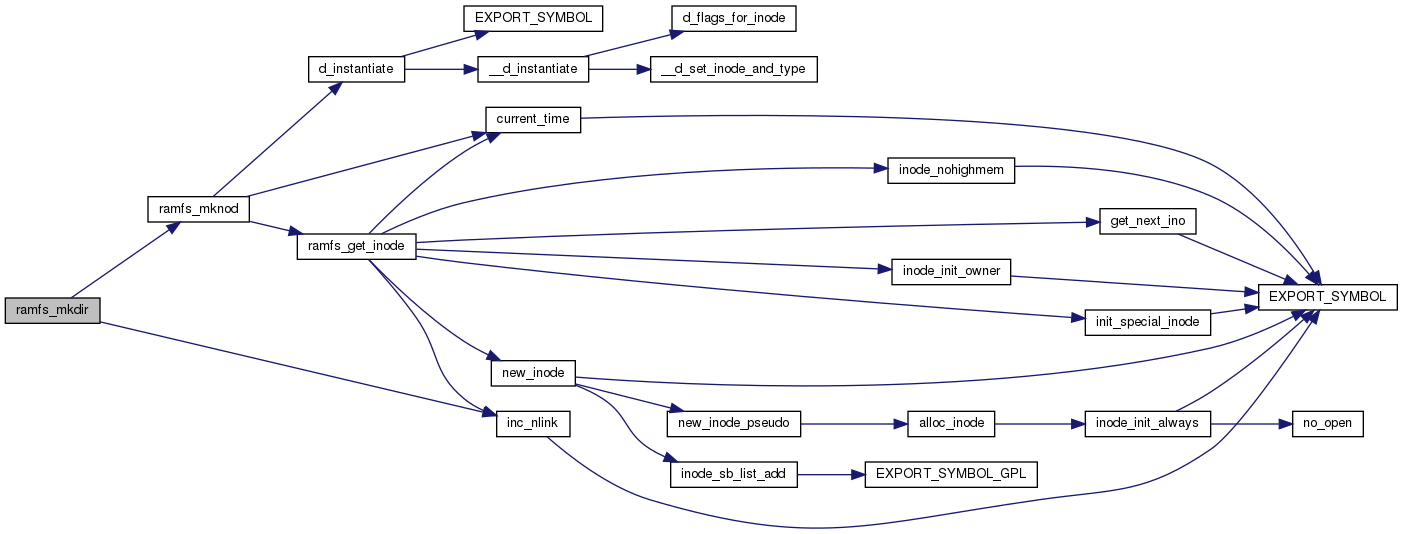 EXPORT_SYMBOL
d_flags_for_inode
d_instantiate
__d_instantiate
__d_set_inode_and_type
current_time
inode_nohighmem
ramfs_mknod
get_next_ino
ramfs_get_inode
inode_init_owner
ramfs_mkdir
EXPORT_SYMBOL
init_special_inode
new_inode
inc_nlink
new_inode_pseudo
alloc_inode
inode_init_always
no_open
inode_sb_list_add
EXPORT_SYMBOL_GPL